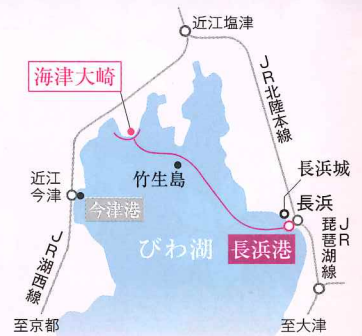 近江塩津
海津大崎
JR北陸本線
長浜城
竹生島
近江
今津
今津港
長浜
びわ湖
長浜港
JR
琵琶湖線
JR湖西線
至京都
至大津